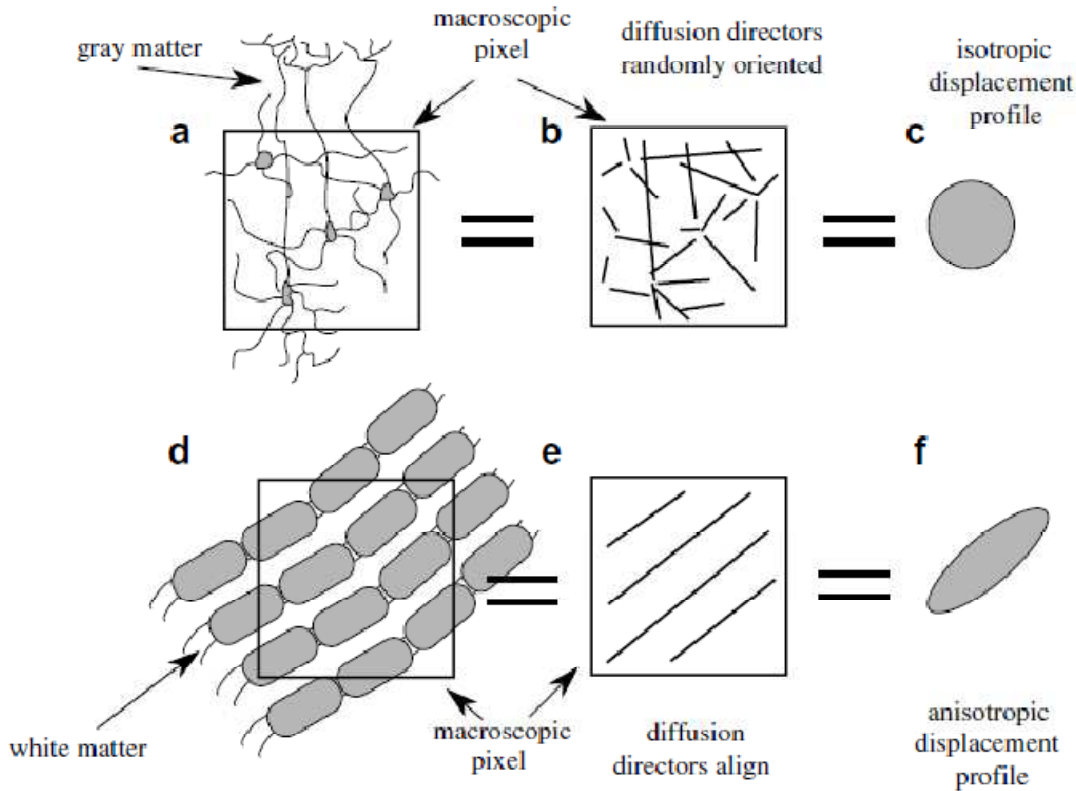 gray matter
macroscopic
pixel
diffusion directors
randomly oriented
isotropic
displacement
profile
a
b
c
d
e
f
white matter
macroscopic
pixel
diffusion
directors align
anisotropic
displacement
profile